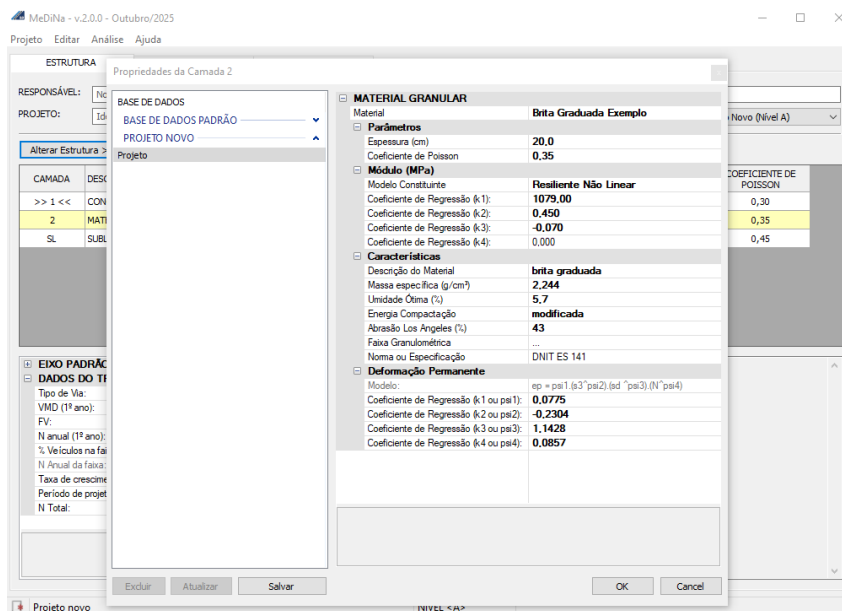 MeDiNa - v.2.0.0 - Outubro/2025
Projeto Editar Análise Ajuda
ESTRUTURA
Propriedades da Camada 2
RESPONSÁVEL:
PROJETO:
Novo (Nível A)
Alterar Estrutura >
CAMADA
COEFICIENTE DE
POISSON
>> 1 << 0,30
2 0,35
SL 0,45
BASE DE DADOS
BASE DE DADOS PADRÃO
PROJETO NOVO
Projeto
MATERIAL GRANULAR
Material Brita Graduada Exemplo
Parâmetros
Espessura (cm) 20,0
Coeficiente de Poisson 0,35
Módulo (MPa)
Modelo Constituinte Resiliente Não Linear
Coeficiente de Regressão (k1): 1079,00
Coeficiente de Regressão (k2): 0,450
Coeficiente de Regressão (k3): -0,070
Coeficiente de Regressão (k4): 0,000
Características
Descrição do Material brita graduada
Massa específica (g/cm³) 2,244
Umidade Ótima (%) 5,7
Energia Compactação modificada
Abrasão Los Angeles (%) 43
Faixa Granulométrica ...
Norma ou Especificação DNIT ES 141
Deformação Permanente
Modelo: ep = psi1.(s3^psi2).(sd ^psi3).(N^psi4)
Coeficiente de Regressão (k1 ou psi1): 0,0775
Coeficiente de Regressão (k2 ou psi2): -0,2304
Coeficiente de Regressão (k3 ou psi3): 1,1428
Coeficiente de Regressão (k4 ou psi4): 0,0857
EIXO PADRÃO
DADOS DO
Tipo de Via:
VMD (1º ano):
FV:
N anual (1º ano):
% Veículos na
N Anual da faixa:
Taxa de
Período de
N Total:
Excluir Atualizar Salvar OK Cancel
Projeto novo NÍVEL <A>